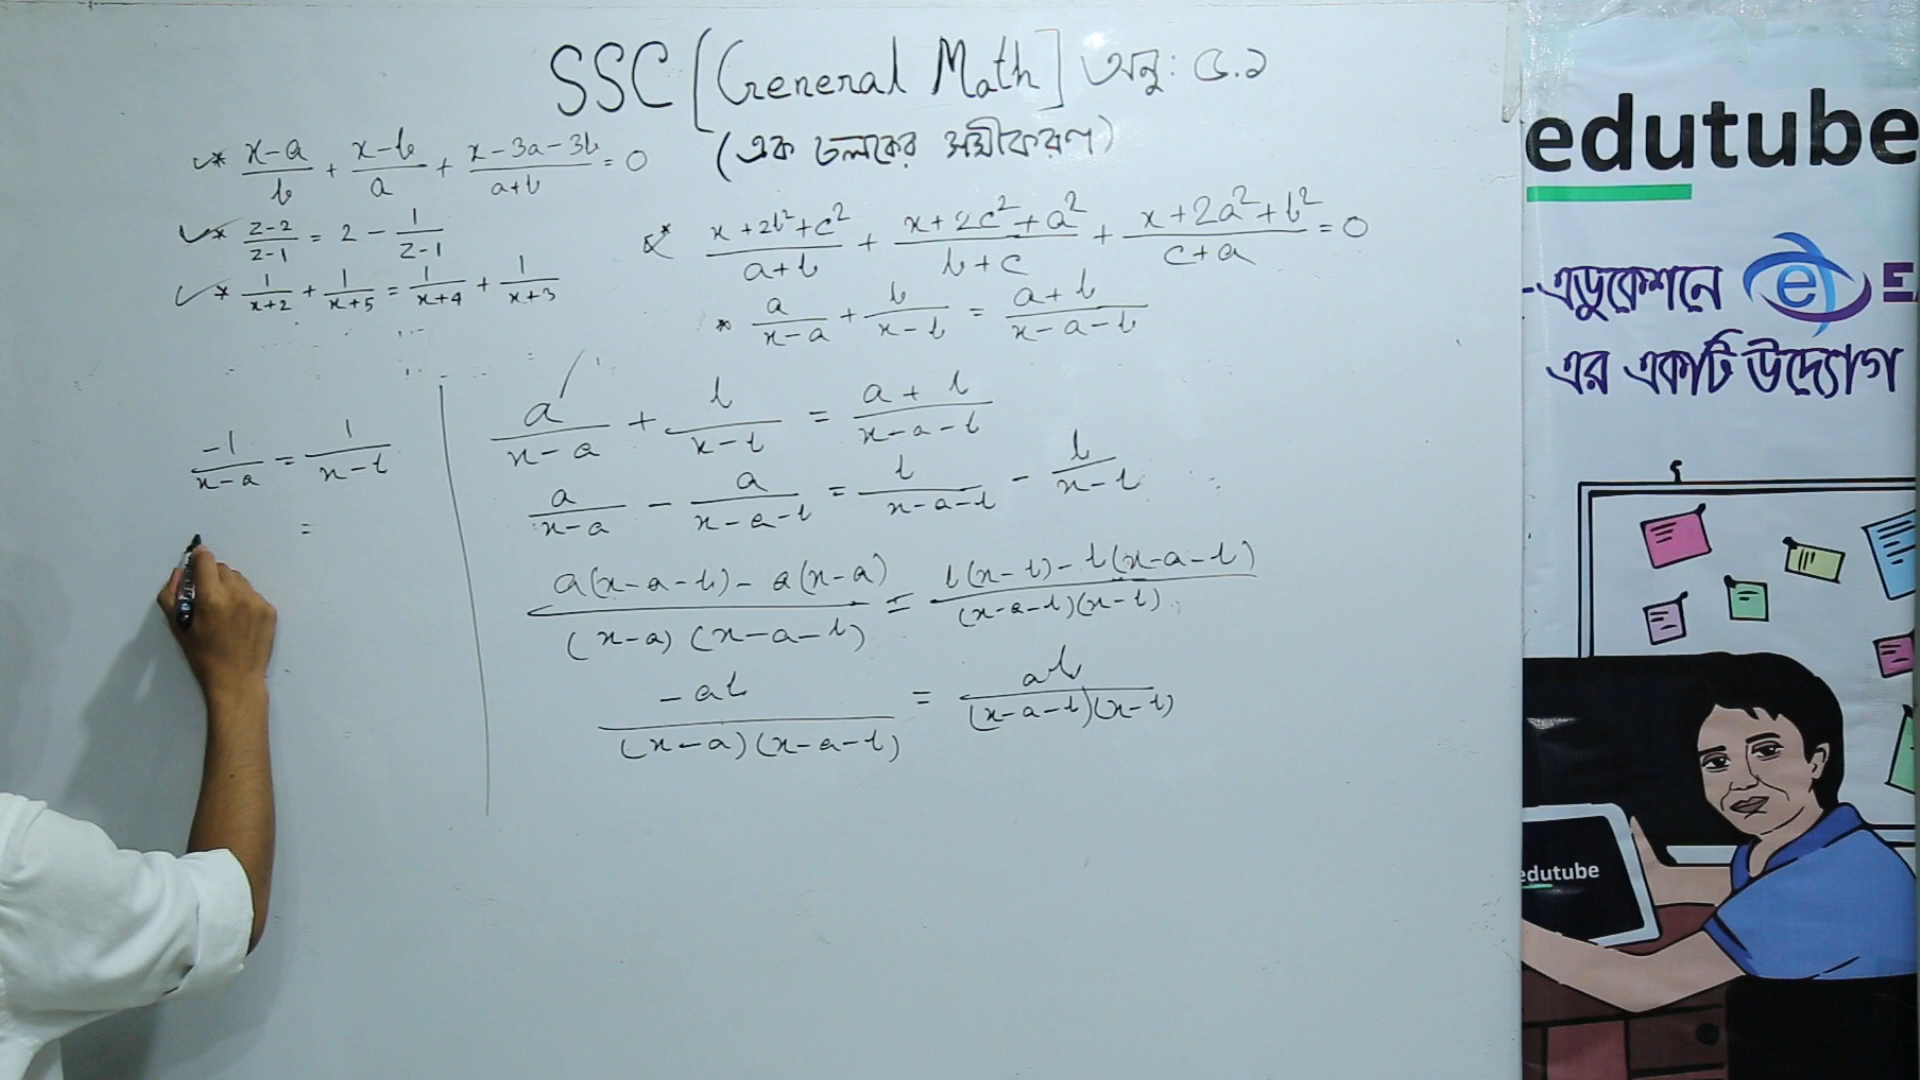 SSC [General Math] অনু: ৫.১
(এক চলকের সমীকরণ)
* (x-a)/b + (x-b)/a + (x-3a-3b)/(a+b) = 0
* (z-2)/(z-1) = 2 - 1/(z-1)
* 1/(x+2) + 1/(x+5) = 1/(x+4) + 1/(x+3)
* (x+2b²+c²)/(a+b) + (x+2c²+a²)/(b+c) + (x+2a²+b²)/(c+a) = 0
* a/(x-a) + b/(x-b) = (a+b)/(x-a-b)
a/(x-a) + b/(x-b) = (a+b)/(x-a-b)
a/(x-a) - a/(x-a-b) = b/(x-a-b) - b/(x-b)
(a(x-a-b) - a(x-a))/((x-a)(x-a-b)) = (b(x-b) - b(x-a-b))/((x-a-b)(x-b))
-ab/((x-a)(x-a-b)) = ab/((x-a-b)(x-b))
-1/(x-a) = 1/(x-b)
=
edutube
-এডুকেশনে e E
এর একটি উদ্যোগ
edutube